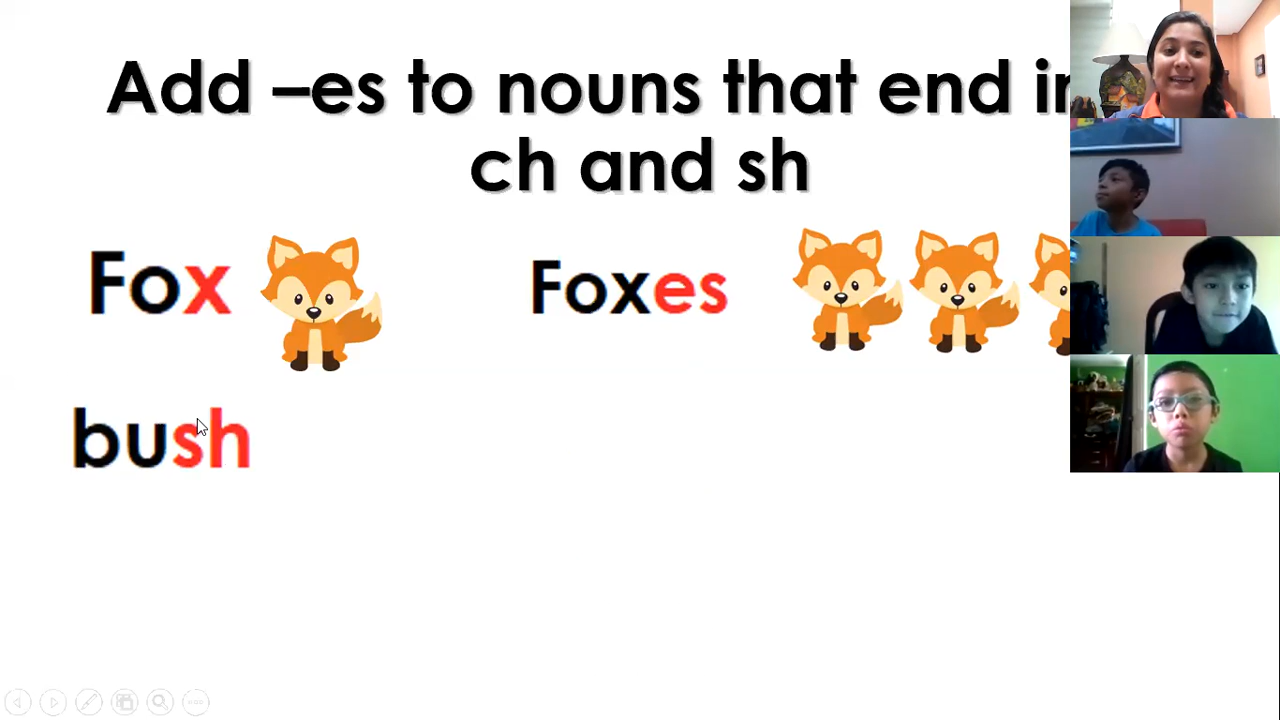 Add –es to nouns that end in
ch and sh
Fox
Foxes
bush